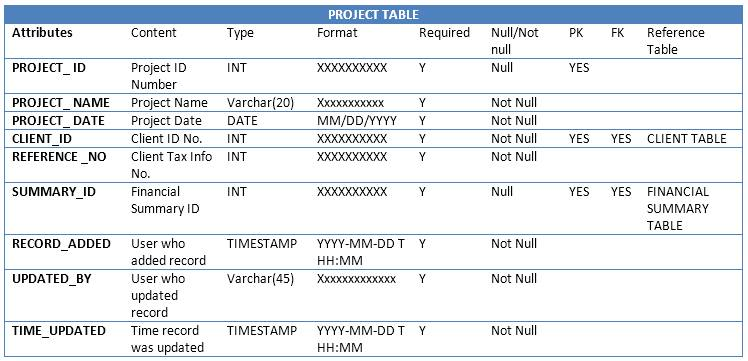 PROJECT TABLE
Attributes Content Type Format Required Null/Not null PK FK Reference Table
PROJECT_ ID Project ID Number INT XXXXXXXXXX Y Null YES
PROJECT_ NAME Project Name Varchar(20) Xxxxxxxxxxx Y Not Null
PROJECT_ DATE Project Date DATE MM/DD/YYYY Y Not Null
CLIENT_ID Client ID No. INT XXXXXXXXXX Y Not Null YES YES CLIENT TABLE
REFERENCE _NO Client Tax Info No. INT XXXXXXXXXX Y Not Null
SUMMARY_ID Financial Summary ID INT XXXXXXXXXX Y Null YES YES FINANCIAL SUMMARY TABLE
RECORD_ADDED User who added record TIMESTAMP YYYY-MM-DD T HH:MM Y Not Null
UPDATED_BY User who updated record Varchar(45) Xxxxxxxxxxxxx Y Not Null
TIME_UPDATED Time record was updated TIMESTAMP YYYY-MM-DD T HH:MM Y Not Null